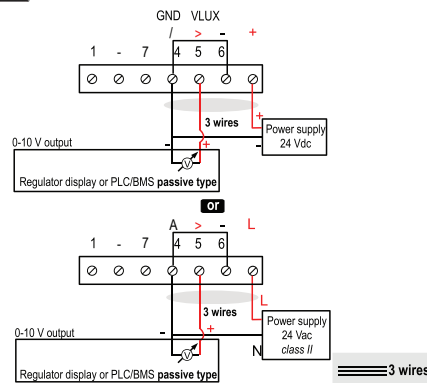 GND VLUX
/ > - +
1 - 7 4 5 6
3 wires
+
Power supply
24 Vdc
-
0-10 V output
- +
V
Regulator display or PLC/BMS passive type
or
A > - L
1 - 7 4 5 6
3 wires
L
Power supply
24 Vac
class II
N
0-10 V output
- +
V
Regulator display or PLC/BMS passive type
3 wires